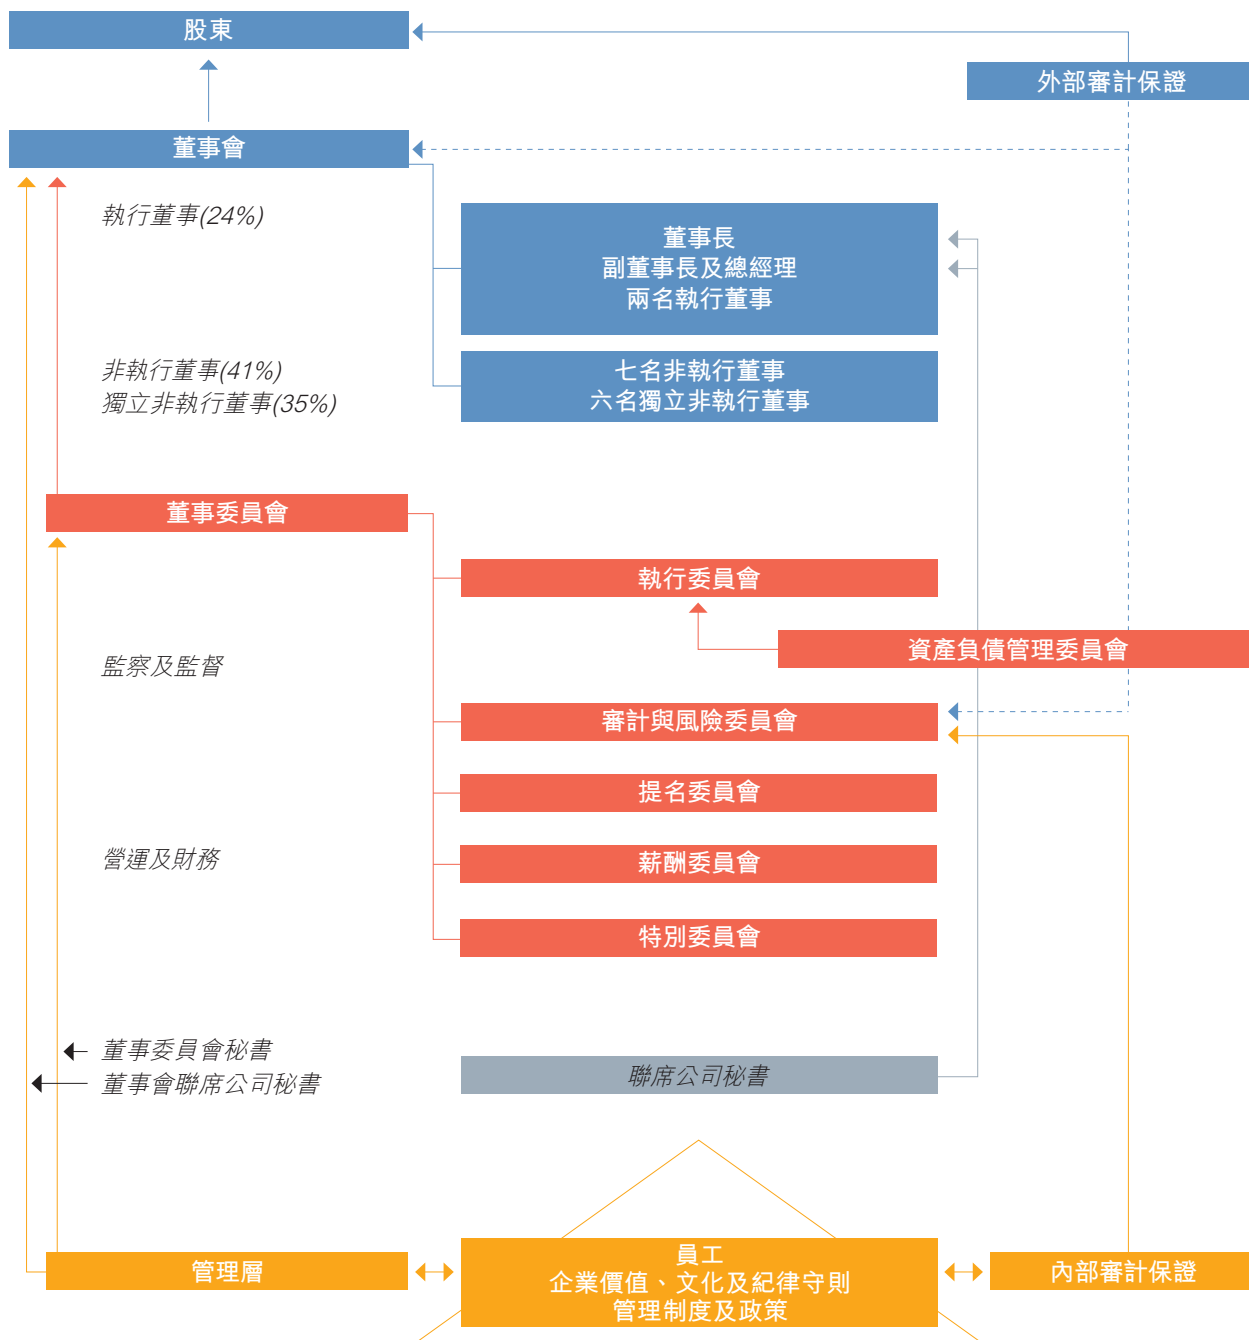 股東
外部審計保證
董事會
執行董事(24%)
董事長
副董事長及總經理
兩名執行董事
非執行董事(41%)
獨立非執行董事(35%)
七名非執行董事
六名獨立非執行董事
董事委員會
執行委員會
資產負債管理委員會
監察及監督
審計與風險委員會
提名委員會
營運及財務
薪酬委員會
特別委員會
董事委員會秘書
董事會聯席公司秘書
聯席公司秘書
管理層
員工
企業價值、文化及紀律守則
管理制度及政策
內部審計保證